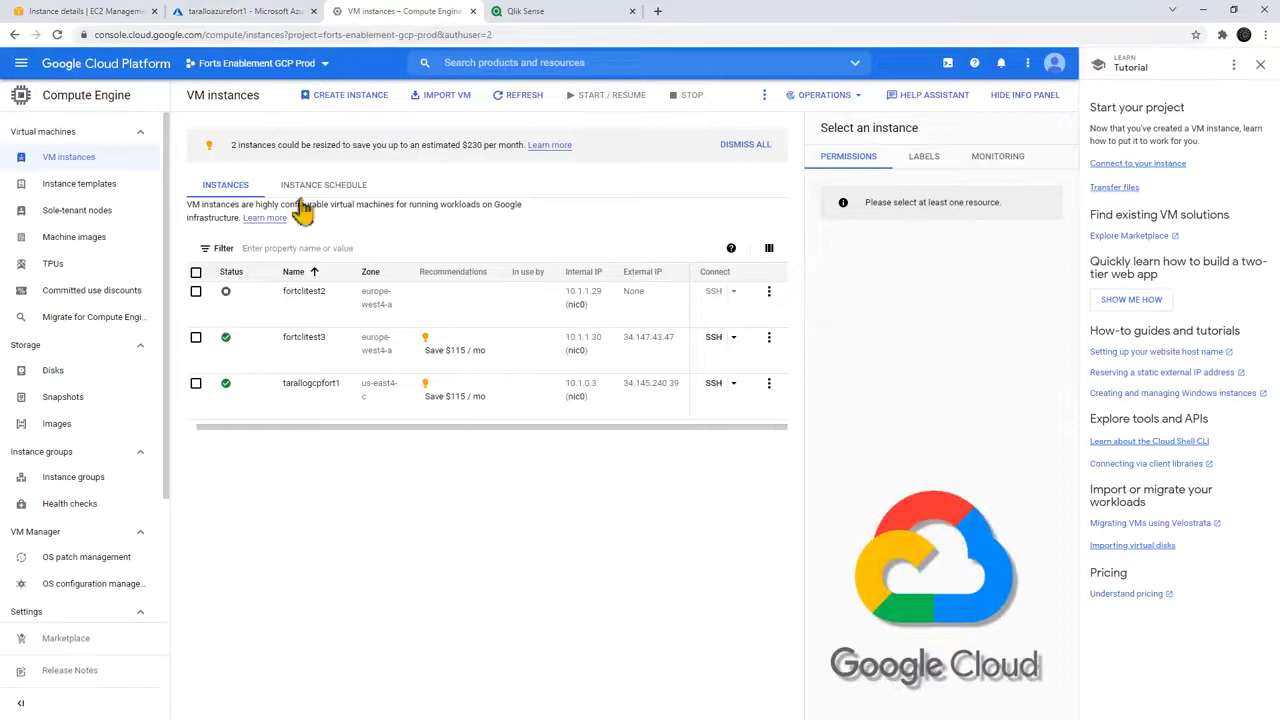 Instance details | EC2 Manageme
taralloazurefort1 - Microsoft Azu
VM instances – Compute Engine
Qlik Sense
console.cloud.google.com/compute/instances?project=forts-enablement-gcp-prod&authuser=2
Google Cloud Platform
Forts Enablement GCP Prod
Search products and resources
LEARN
Tutorial
Compute Engine
VM instances
CREATE INSTANCE
IMPORT VM
REFRESH
START / RESUME
STOP
OPERATIONS
HELP ASSISTANT
HIDE INFO PANEL
Virtual machines
VM instances
Instance templates
Sole-tenant nodes
Machine images
TPUs
Committed use discounts
Migrate for Compute Engi...
Storage
Disks
Snapshots
Images
Instance groups
Instance groups
Health checks
VM Manager
OS patch management
OS configuration manage...
Settings
Marketplace
Release Notes
2 instances could be resized to save you up to an estimated $230 per month. Learn more
DISMISS ALL
INSTANCES
INSTANCE SCHEDULE
VM instances are highly configurable virtual machines for running workloads on Google
infrastructure. Learn more
Filter
Enter property name or value
Status
Name
Zone
Recommendations
In use by
Internal IP
External IP
Connect
fortclitest2
europe-
west4-a
10.1.1.29
(nic0)
None
SSH
fortclitest3
europe-
west4-a
Save $115 / mo
10.1.1.30
(nic0)
34.147.43.47
SSH
tarallogcpfort1
us-east4-
c
Save $115 / mo
10.1.0.3
(nic0)
34.145.240.39
SSH
Select an instance
PERMISSIONS
LABELS
MONITORING
Please select at least one resource.
Google Cloud
Start your project
Now that you've created a VM instance, learn
how to put it to work for you.
Connect to your instance
Transfer files
Find existing VM solutions
Explore Marketplace
Quickly learn how to build a two-
tier web app
SHOW ME HOW
How-to guides and tutorials
Setting up your website host name
Reserving a static external IP address
Creating and managing Windows instances
Explore tools and APIs
Learn about the Cloud Shell CLI
Connecting via client libraries
Import or migrate your
workloads
Migrating VMs using Velostrata
Importing virtual disks
Pricing
Understand pricing